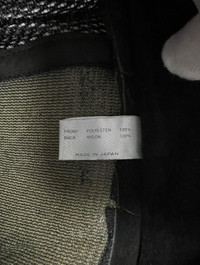 FRONT POLYESTER 100%
BACK NYLON 100%
MADE IN JAPAN